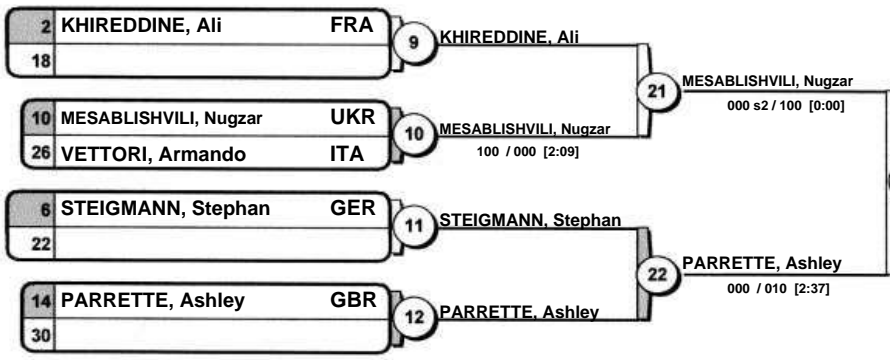 2 KHIREDDINE, Ali FRA
18
9
KHIREDDINE, Ali
10 MESABLISHVILI, Nugzar UKR
26 VETTORI, Armando ITA
10
MESABLISHVILI, Nugzar
100 / 000 [2:09]
21
MESABLISHVILI, Nugzar
000 s2 / 100 [0:00]
6 STEIGMANN, Stephan GER
22
11
STEIGMANN, Stephan
14 PARRETTE, Ashley GBR
30
12
PARRETTE, Ashley
22
PARRETTE, Ashley
000 / 010 [2:37]